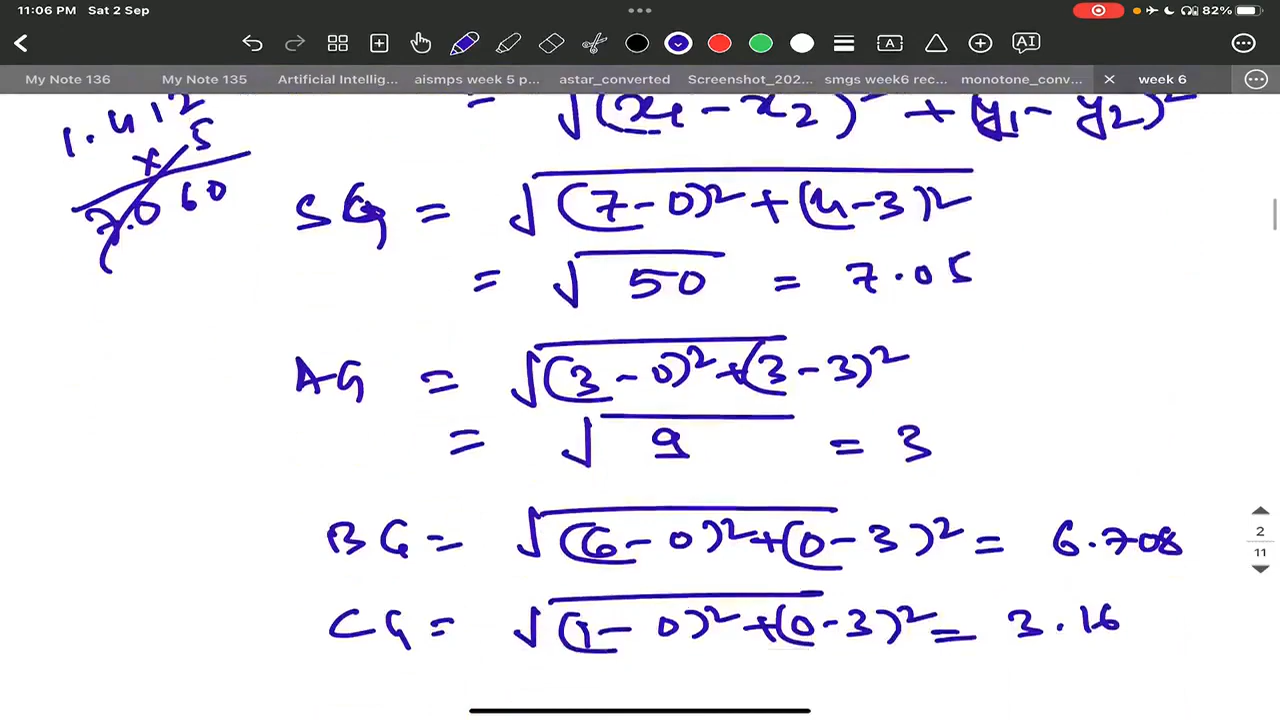 11:06 PM Sat 2 Sep
82%
A
AI
My Note 136 My Note 135 Artificial Intellig... aismps week 5 p... astar_converted Screenshot_202... smgs week6 rec... monotone_conv... week 6
= √(x1 - x2)² + (y1 - y2)²
1.412
x 5
7.060
SG = √(7-0)² + (4-3)²
= √50 = 7.05
AG = √(3-0)² + (3-3)²
= √9 = 3
BG = √(6-0)² + (0-3)² = 6.708
CG = √(1-0)² + (0-3)² = 3.16
2
11